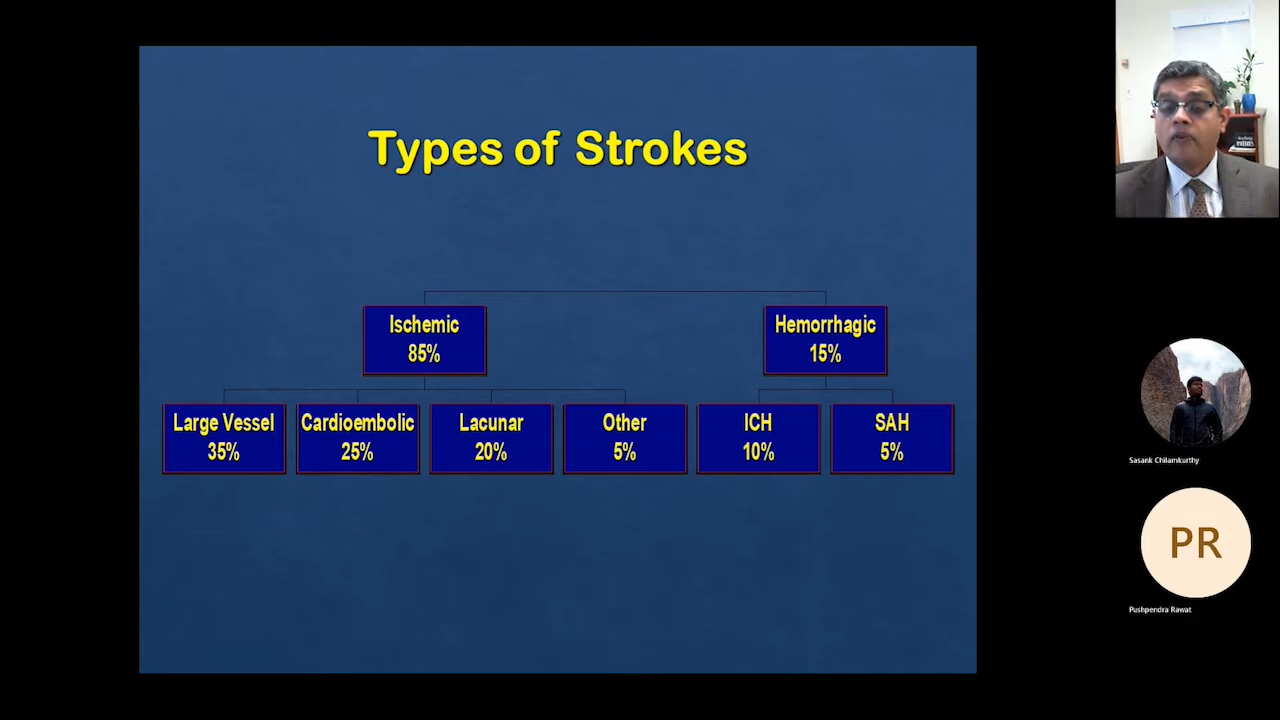 Types of Strokes
Ischemic
85%
Hemorrhagic
15%
Large Vessel
35%
Cardioembolic
25%
Lacunar
20%
Other
5%
ICH
10%
SAH
5%
Sasank Chilamkurthy
PR
Pushpendra Rawat